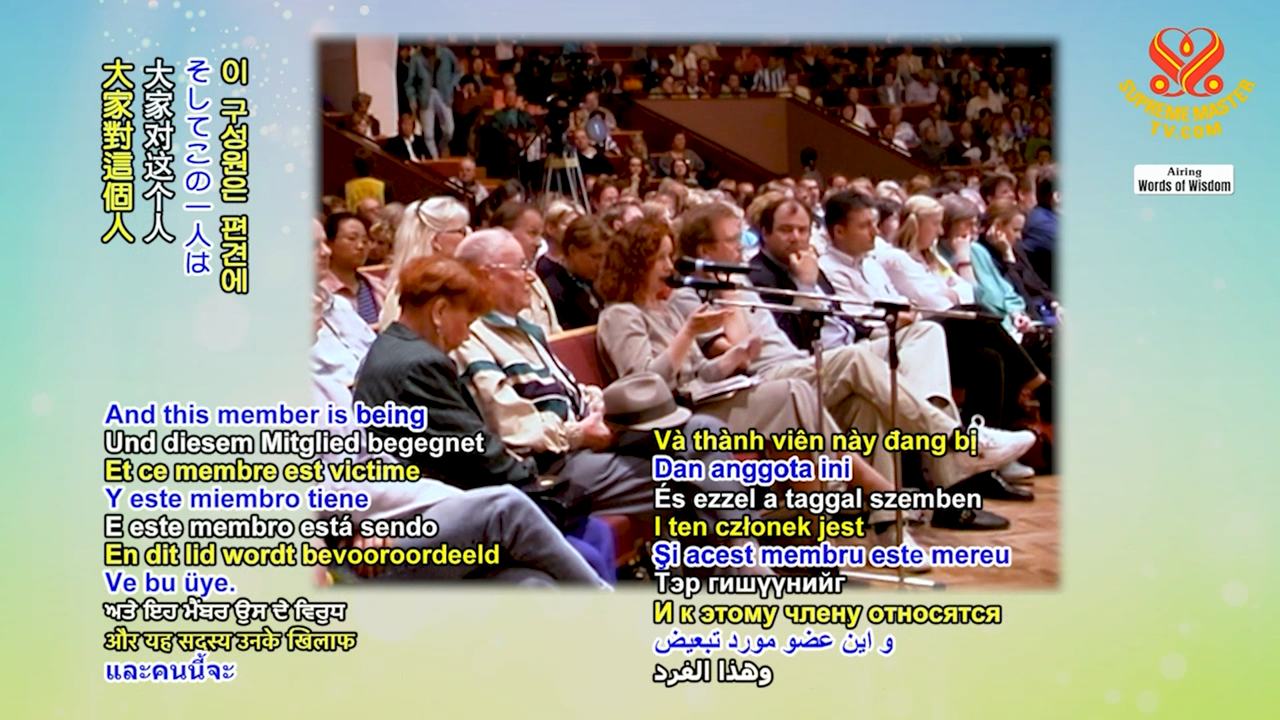 大家對這個人
大家对这个人
そしてこの一人は
이 구성원은 편견에
SUPREME MASTER
TV.COM
Airing
Words of Wisdom
And this member is being
Und diesem Mitglied begegnet
Et ce membre est victime
Y este miembro tiene
E este membro está sendo
En dit lid wordt bevooroordeeld
Ve bu üye.
ਅਤੇ ਇਹ ਮੈਂਬਰ ਉਸ ਦੇ ਵਿਰੁਧ
और यह सदस्य उनके खिलाफ
และคนนี้จะ
Và thành viên này đang bị
Dan anggota ini
És ezzel a taggal szemben
I ten członek jest
Şi acest membru este mereu
Тэр гишүүнийг
И к этому члену относятся
و این عضو مورد تبعیض
وهذا الفرد